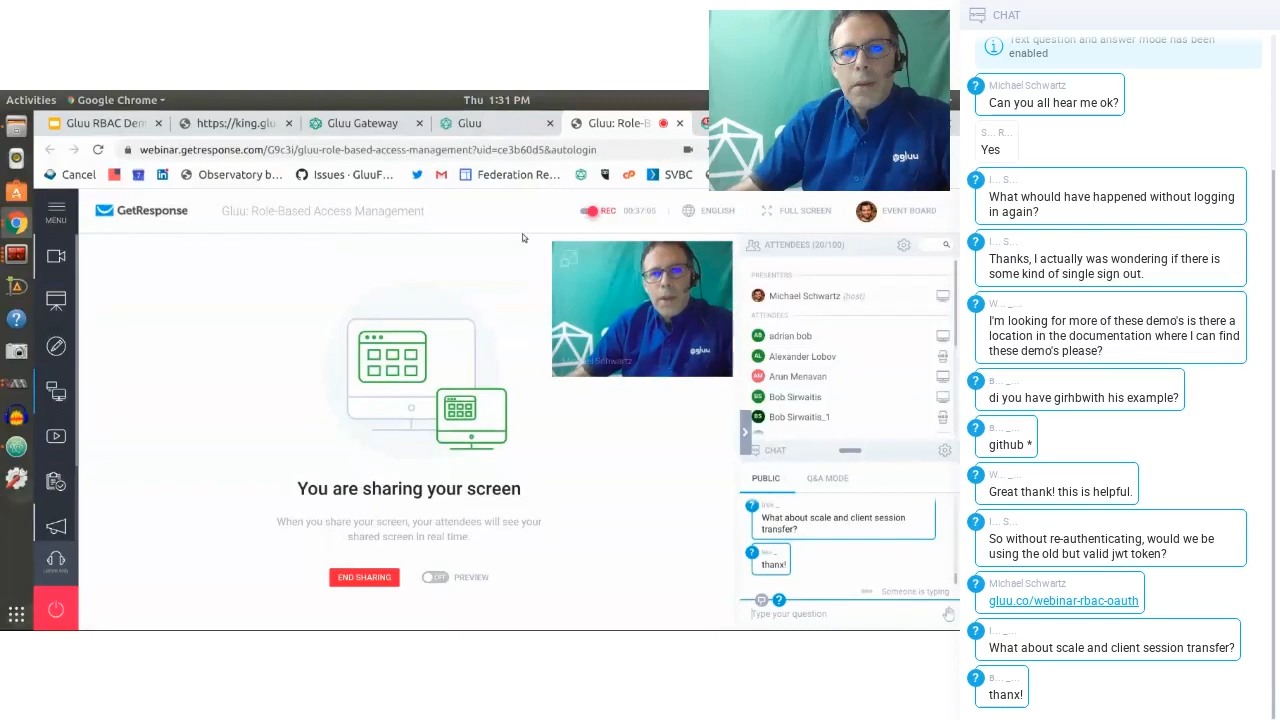 Activities
Google Chrome
Thu 1:31 PM
Gluu RBAC Dem
https://king.glu
Gluu Gateway
Gluu
Gluu: Role-B
webinar.getresponse.com/G9c3i/gluu-role-based-access-management?uid=ce3b60d5&autologin
Cancel
Observatory b...
Issues · GluuF...
Federation Re...
SVBC
MENU
GetResponse
Gluu: Role-Based Access Management
REC 00:37:05
ENGLISH
FULL SCREEN
EVENT BOARD
gluu
Michael Schwartz
gluu
You are sharing your screen
When you share your screen, your attendees will see your
shared screen in real time.
END SHARING
OFF
PREVIEW
ATTENDEES (20/100)
PRESENTERS
Michael Schwartz (host)
ATTENDEES
AB adrian bob
AL Alexander Lobov
AM Arun Menavan
BS Bob Sirwaitis
BS Bob Sirwaitis_1
CHAT
PUBLIC
Q&A MODE
What about scale and client session
transfer?
thanx!
Someone is typing
Type your question
CHAT
Text question and answer mode has been
enabled
Michael Schwartz
Can you all hear me ok?
S... R...
Yes
I... S...
What whould have happened without logging
in again?
I... S...
Thanks, I actually was wondering if there is
some kind of single sign out.
W... _...
I'm looking for more of these demos is there a
location in the documentation where I can find
these demo's please?
B... _...
di you have girhbwith his example?
B... _...
github *
W... _...
Great thank! this is helpful.
I... S...
So without re-authenticating, would we be
using an old but valid jwt token?
Michael Schwartz
gluu.co/webinar-rbac-oauth
I... _...
What about scale and client session transfer?
B... _...
thanx!